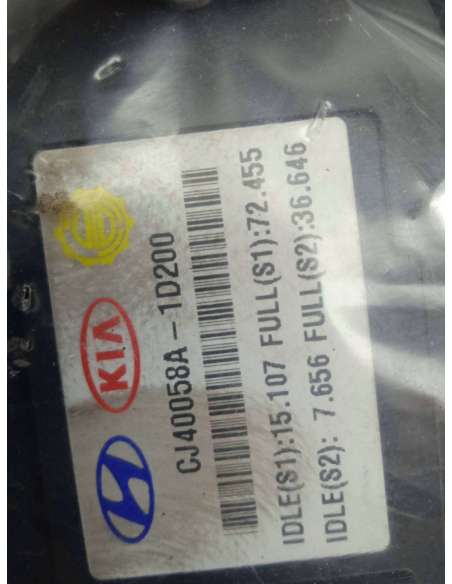 KIA
CJ40058A-1D200
IDLE(S1):15.107 FULL(S1):72.455
IDLE(S2): 7.656 FULL(S2):36.646